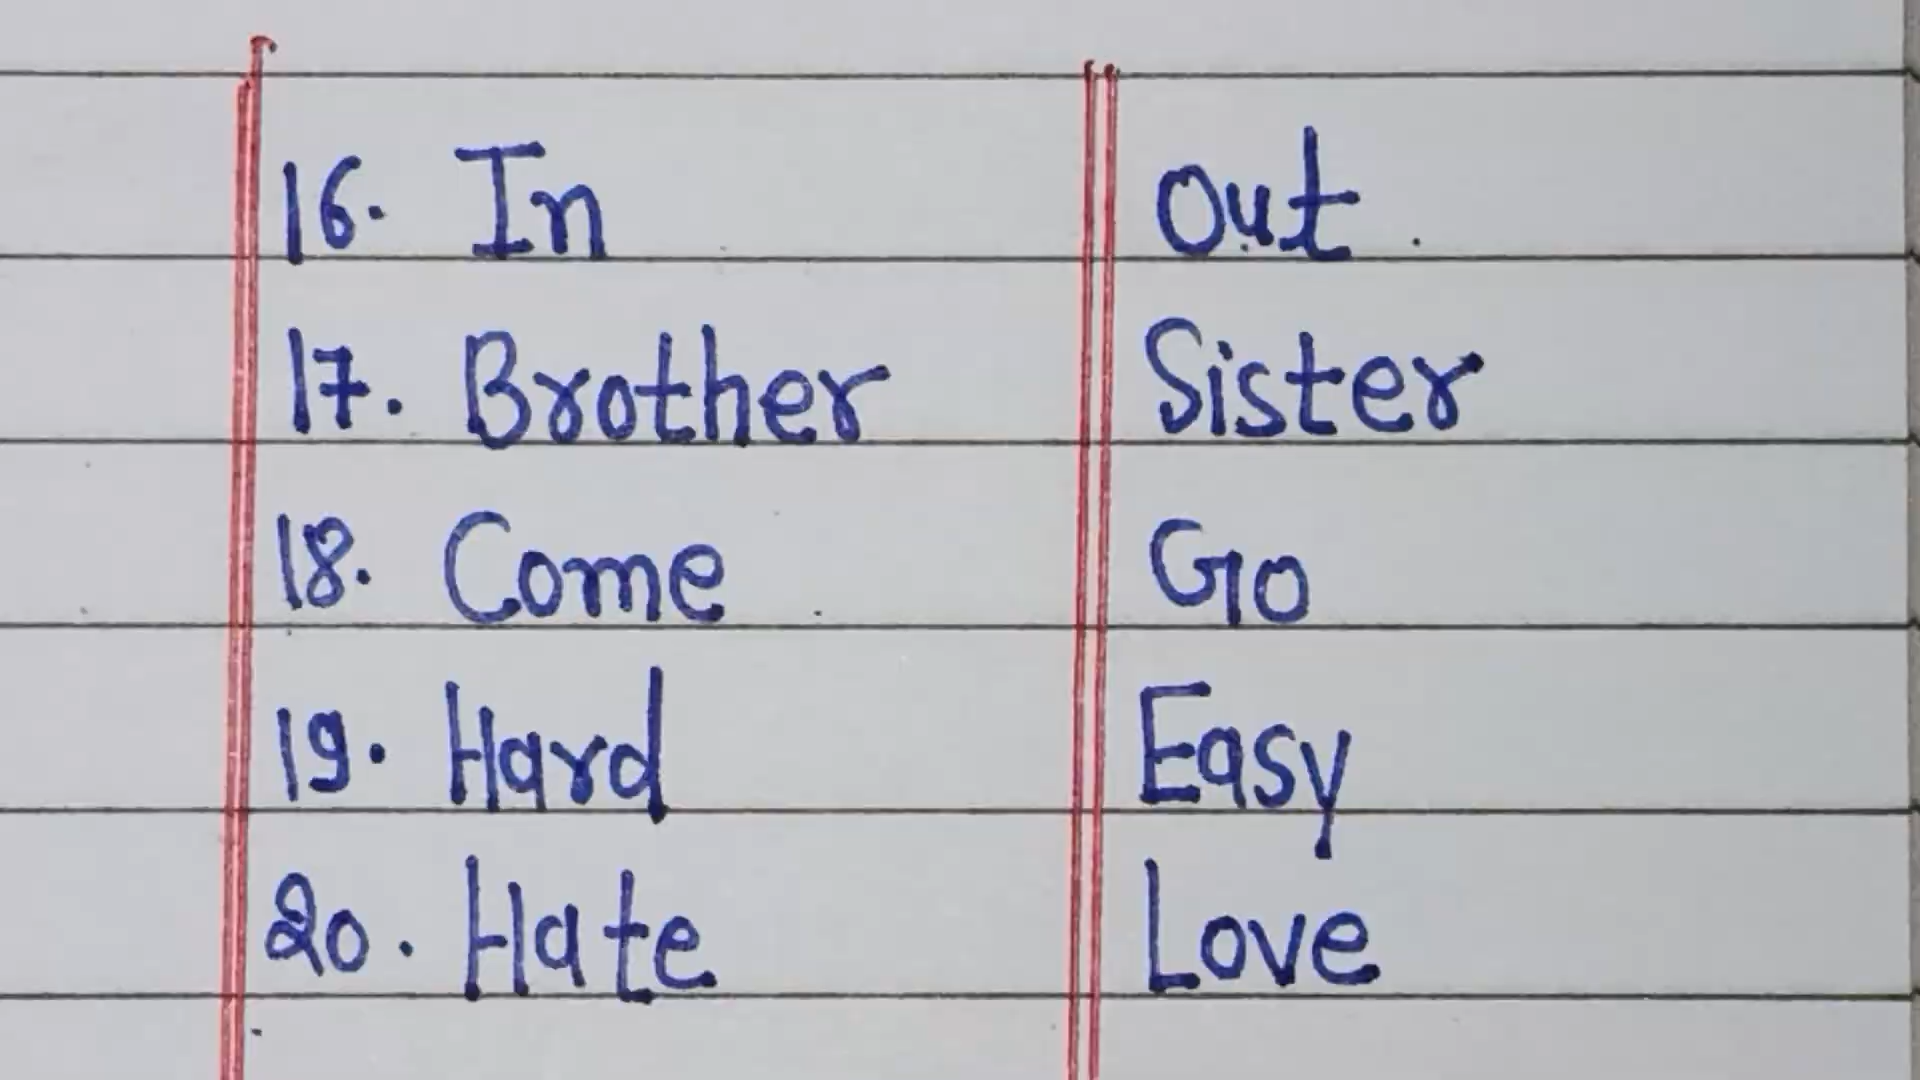 16. In Out
17. Brother Sister
18. Come Go
19. Hard Easy
20. Hate Love